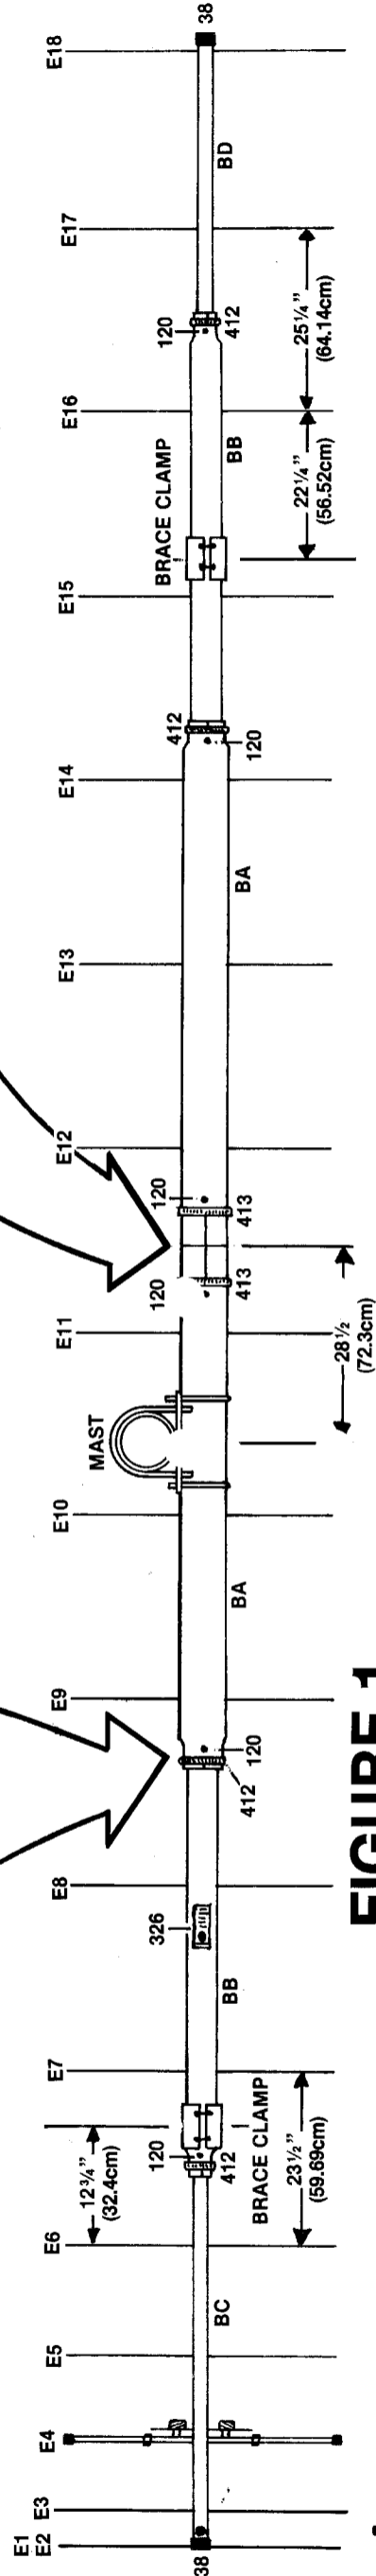 E1
E2
E3
E4
E5
E6
E7
E8
E9
E10
E11
E12
E13
E14
E15
E16
E17
E18
12 3/4"
(32.4cm)
MAST
BRACE CLAMP
38
120
326
120
120
412
120
38
412
BC
BB
412
120
BA
413
413
BA
120
BB
412
BD
BRACE CLAMP
23 1/2"
(59.69cm)
28 1/2
(72.3cm)
22 1/4"
(56.52cm)
25 1/4"
(64.14cm)
FIGURE 1